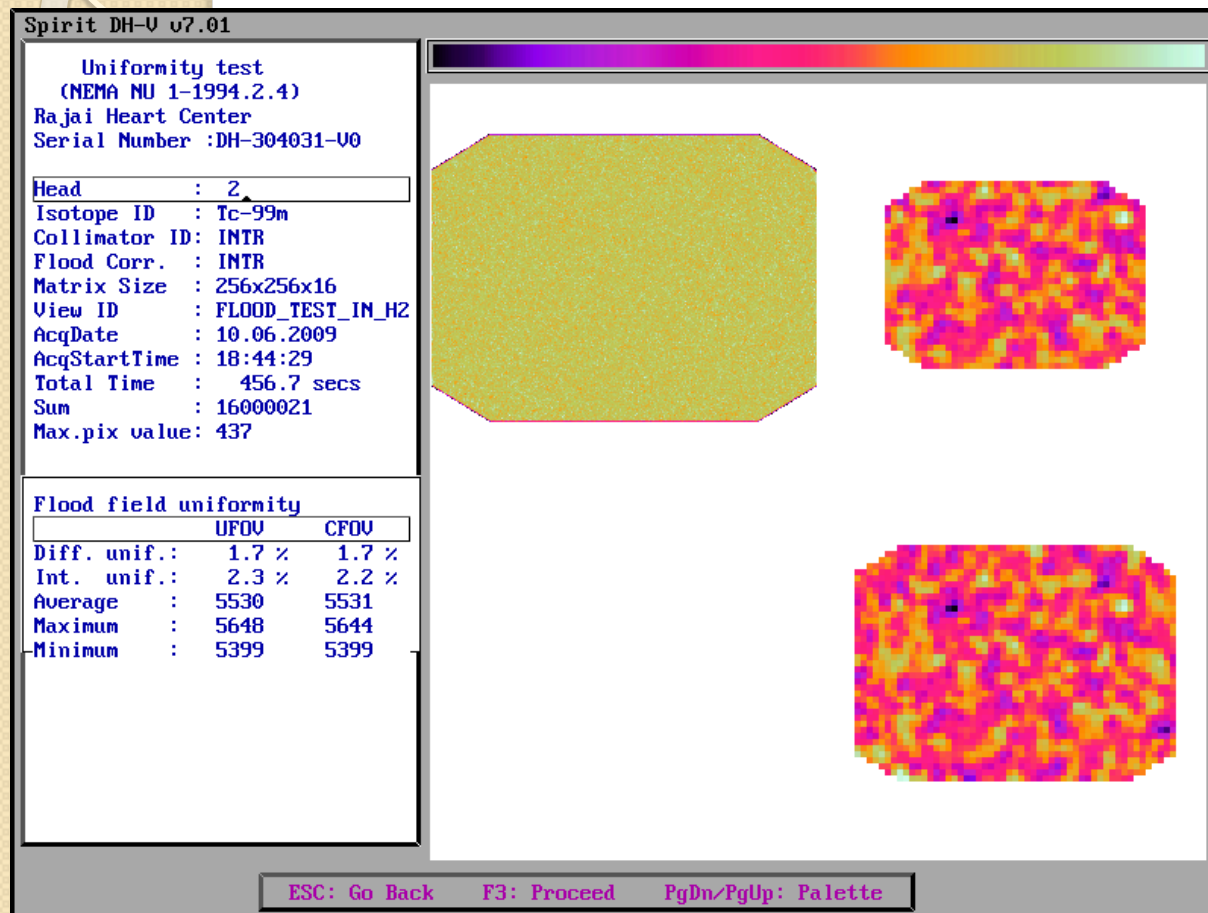 Spirit DH-V v7.01
Uniformity test
(NEMA NU 1-1994.2.4)
Rajai Heart Center
Serial Number :DH-304031-V0
Head : 2
Isotope ID : Tc-99m
Collimator ID: INTR
Flood Corr. : INTR
Matrix Size : 256x256x16
View ID : FLOOD_TEST_IN_H2
AcqDate : 10.06.2009
AcqStartTime : 18:44:29
Total Time : 456.7 secs
Sum : 16000021
Max.pix value: 437
Flood field uniformity
UFOV CFOV
Diff. unif.: 1.7 % 1.7 %
Int. unif.: 2.3 % 2.2 %
Average : 5530 5531
Maximum : 5648 5644
Minimum : 5399 5399
ESC: Go Back F3: Proceed PgDn/PgUp: Palette